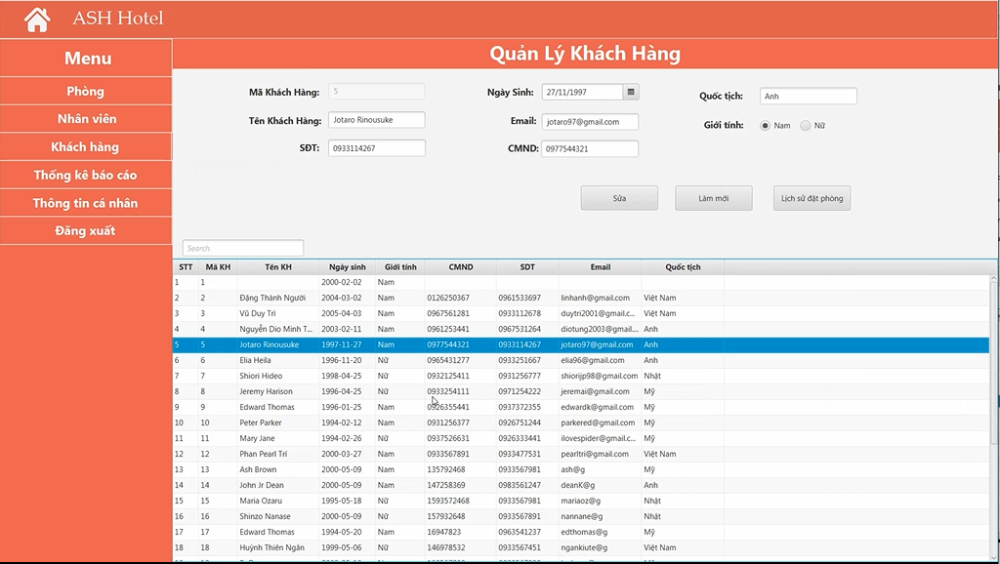 ASH Hotel
Menu
Phòng
Nhân viên
Khách hàng
Thống kê báo cáo
Thông tin cá nhân
Đăng xuất
Quản Lý Khách Hàng
Mã Khách Hàng: 5
Ngày Sinh: 27/11/1997
Quốc tịch: Anh
Tên Khách Hàng: Jotaro Rinousuke
Email: jotaro97@gmail.com
Giới tính: Nam Nữ
SĐT: 0933114267
CMND: 0977544321
Sửa Làm mới Lịch sử đặt phòng
Search
STT Mã KH Tên KH Ngày sinh Giới tính CMND SDT Email Quốc tịch
1 1 2000-02-02 Nam
2 2 Đặng Thành Người 2004-03-02 Nam 0126250367 0961533697 linhanh@gmail.com Việt Nam
3 3 Vũ Duy Trì 2005-04-03 Nam 0967561281 0933112678 duytri2001@gmail.c... Việt Nam
4 4 Nguyễn Dio Minh T... 2003-02-11 Nam 0961253441 0967531264 diotung2003@gmail.... Anh
5 5 Jotaro Rinousuke 1997-11-27 Nam 0977544321 0933114267 jotaro97@gmail.com Anh
6 6 Elia Heila 1996-11-20 Nữ 0965431277 0933251667 elia96@gmail.com Anh
7 7 Shiori Hideo 1998-04-25 Nữ 0932125411 0931256777 shiorijp98@gmail.com Nhật
8 8 Jeremy Harison 1996-04-25 Nữ 0933254111 0971254222 jeremai@gmail.com Mỹ
9 9 Edward Thomas 1996-01-25 Nam 0926355441 0937372355 edwardk@gmail.com Mỹ
10 10 Peter Parker 1994-02-12 Nam 0931256377 0926751244 parkered@gmail.com Mỹ
11 11 Mary Jane 1994-02-26 Nữ 0937526631 0926333441 ilovespider@gmail.c... Mỹ
12 12 Phan Pearl Trí 2000-03-27 Nam 0933567891 0933477531 pearltri@gmail.com Việt Nam
13 13 Ash Brown 2000-05-09 Nam 135792468 0933567981 ash@g Mỹ
14 14 John Jr Dean 2000-05-09 Nam 147258369 0983561247 deanK@g Anh
15 15 Maria Ozaru 1995-05-18 Nữ 1593572468 0933567981 mariaoz@g Nhật
16 16 Shinzo Nanase 2000-05-09 Nữ 157932648 0933567891 nannane@g Nhật
17 17 Edward Thomas 1994-05-20 Nam 16947823 0963541237 edthomas@g Mỹ
18 18 Huỳnh Thiên Ngân 1999-05-06 Nữ 146978532 0933567451 ngankiute@g Việt Nam